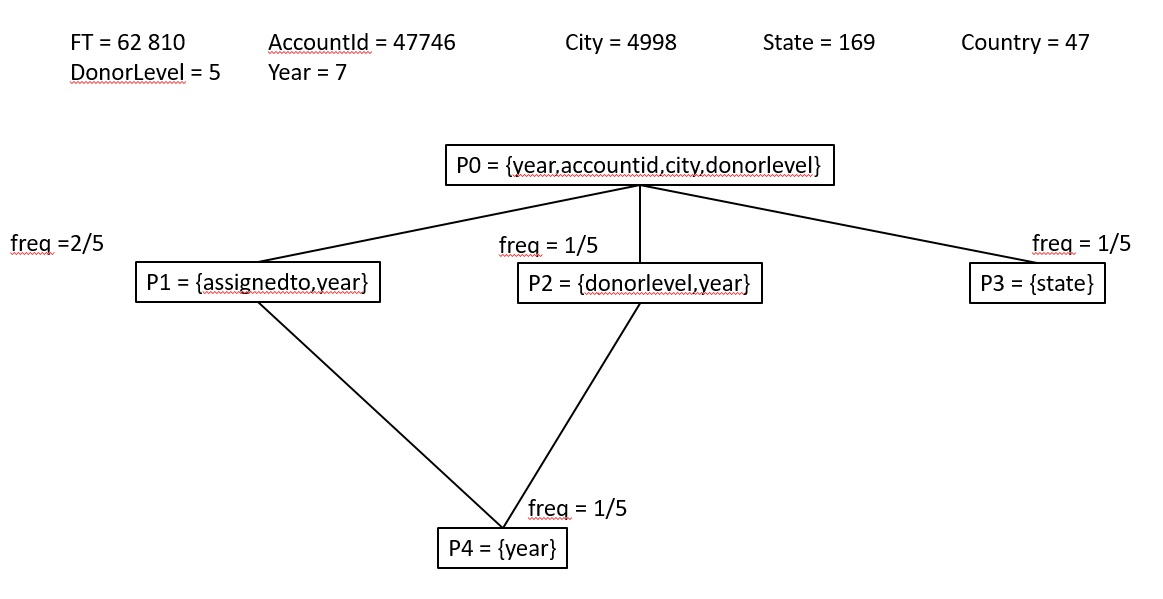 FT = 62 810 AccountId = 47746 City = 4998 State = 169 Country = 47
DonorLevel = 5 Year = 7
P0 = {year,accountid,city,donorlevel}
freq =2/5 freq = 1/5 freq = 1/5
P1 = {assignedto,year} P2 = {donorlevel,year} P3 = {state}
freq = 1/5
P4 = {year}